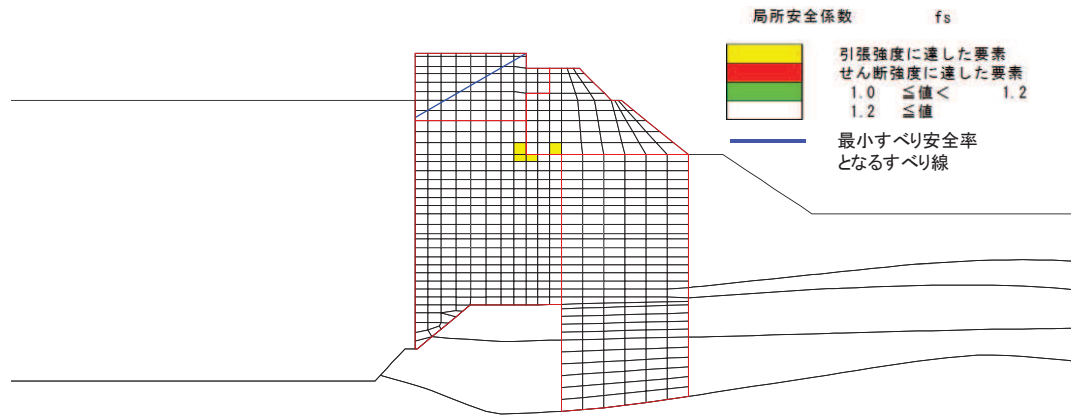 局所安全係数 fs
引張強度に達した要素
せん断強度に達した要素
1.0 ≦値< 1.2
1.2 ≦値
最小すべり安全率
となるすべり線